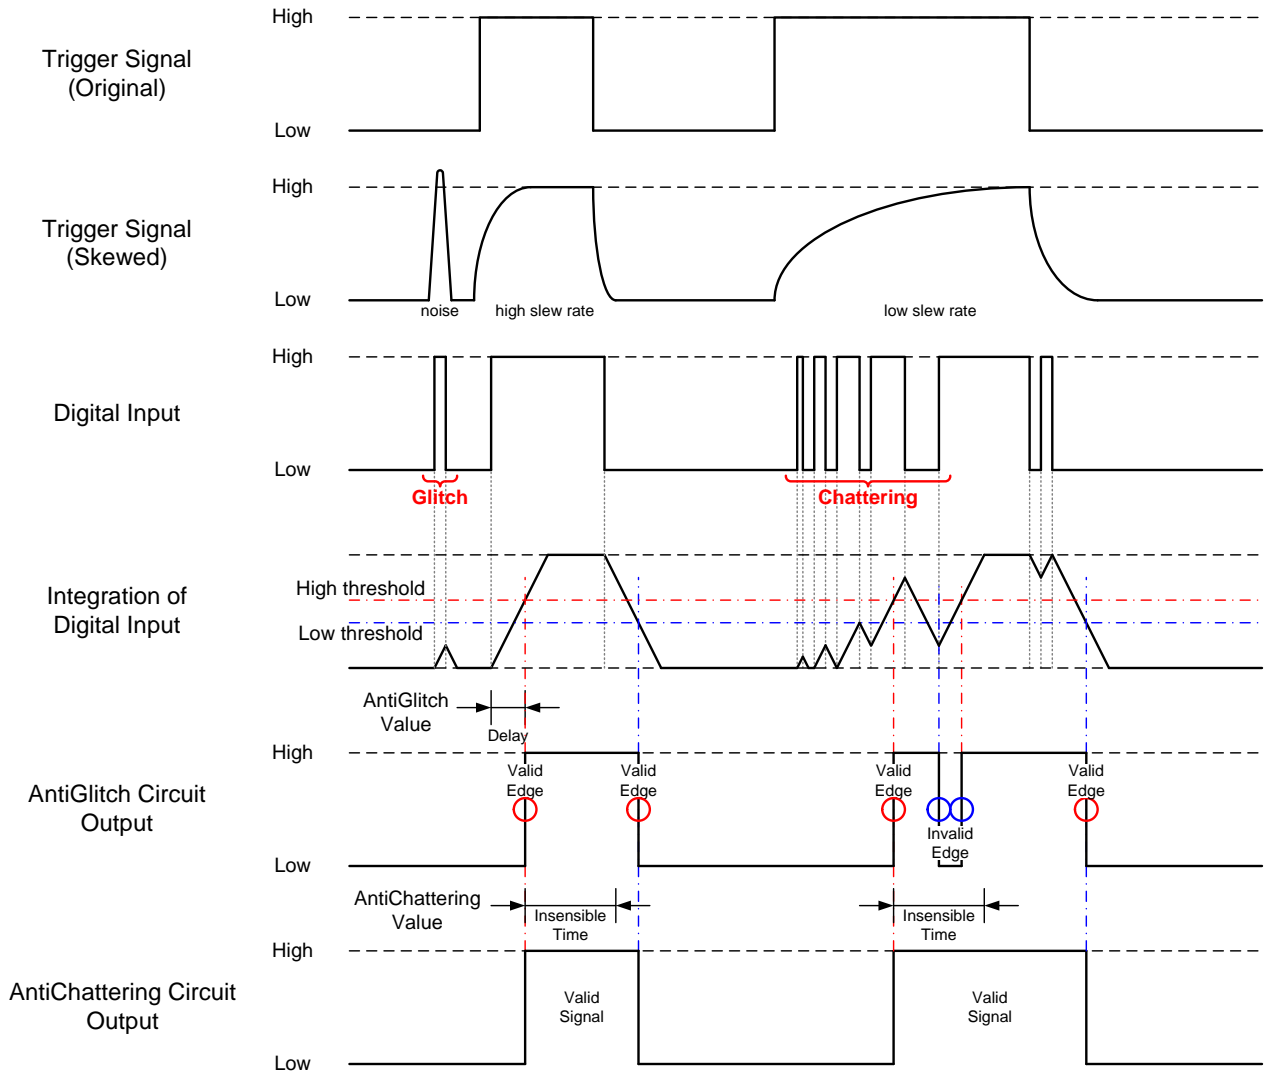 High
Trigger Signal
(Original)
Low
High
Trigger Signal
(Skewed)
Low
noise
high slew rate
low slew rate
High
Digital Input
Low
Glitch
Chattering
High threshold
Integration of
Digital Input
Low threshold
AntiGlitch
Value
Delay
High
Valid
Edge
Valid
Edge
Valid
Edge
Valid
Edge
AntiGlitch Circuit
Output
Invalid
Edge
Low
AntiChattering
Value
Insensible
Time
Insensible
Time
High
AntiChattering Circuit
Output
Valid
Signal
Valid
Signal
Low